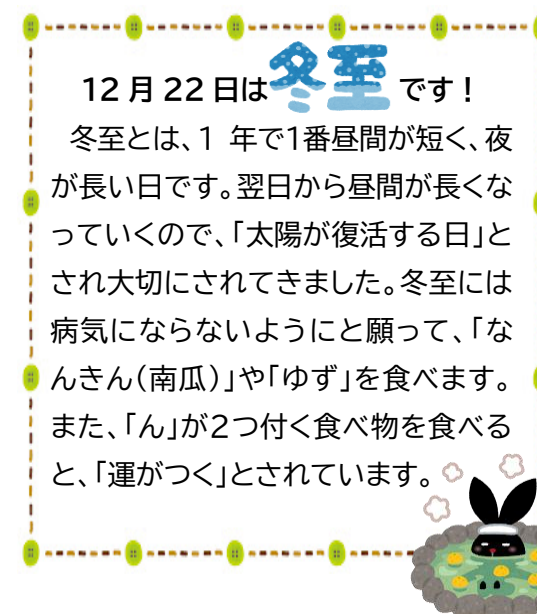 12月22日は冬至です！
冬至とは、1 年で1番昼間が短く、夜
が長い日です。翌日から昼間が長くな
っていくので、「太陽が復活する日」と
され大切にされてきました。冬至には
病気にならないようにと願って、「な
んきん（南瓜）」や「ゆず」を食べます。
また、「ん」が2つ付く食べ物を食べる
と、「運がつく」とされています。